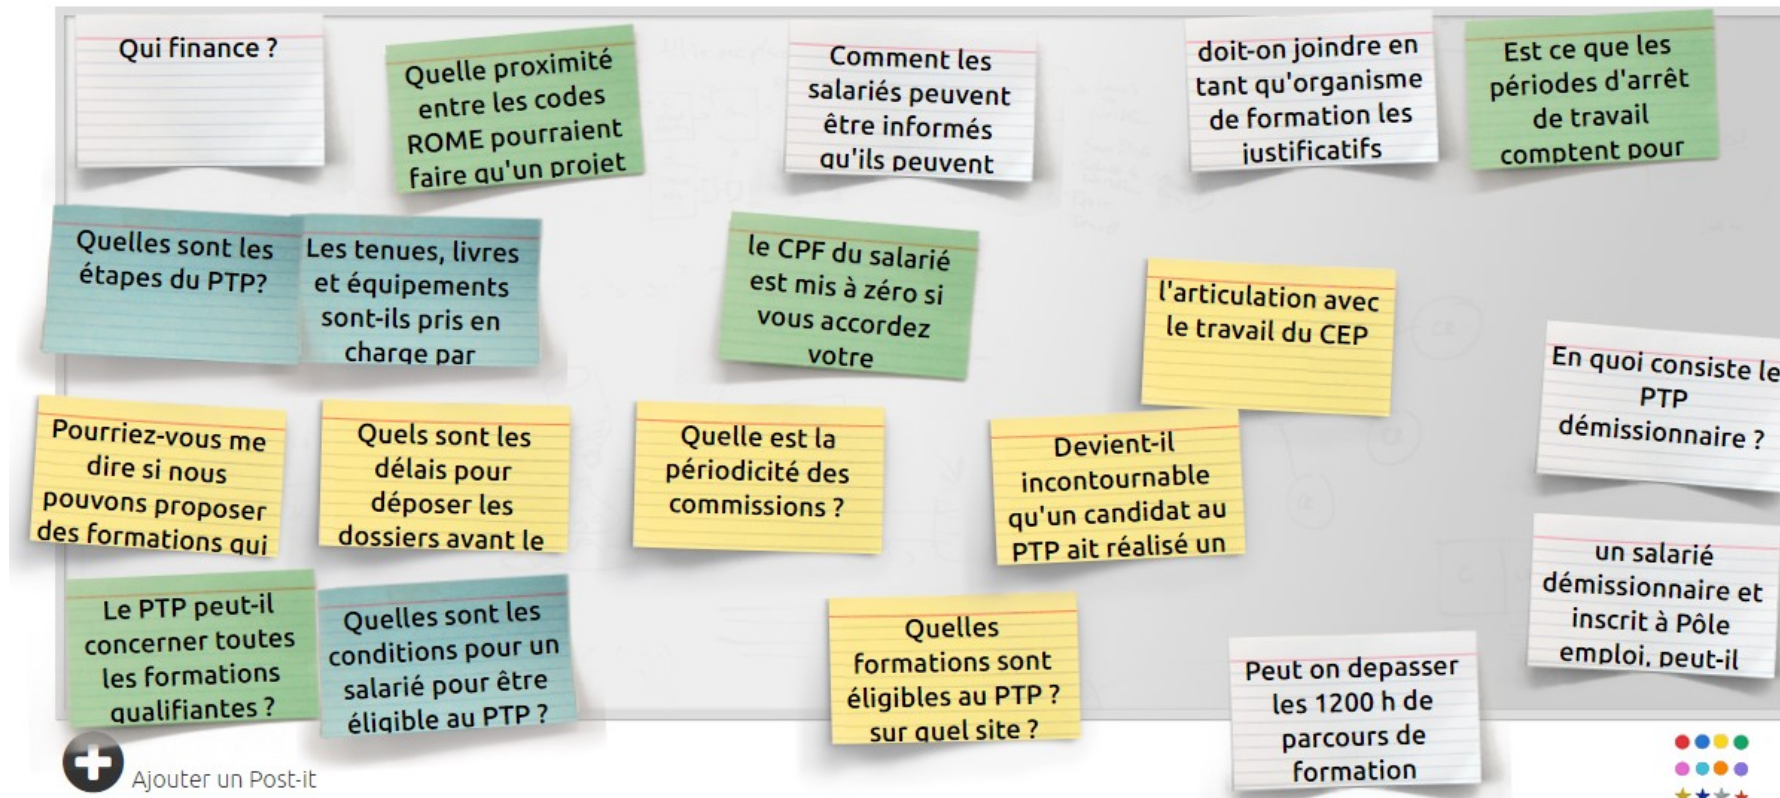 Qui finance ?
Quelle proximité
entre les codes
ROME pourraient
faire qu'un projet
Comment les
salariés peuvent
être informés
qu'ils peuvent
doit-on joindre en
tant qu'organisme
de formation les
justificatifs
Est ce que les
périodes d'arrêt
de travail
comptent pour
Quelles sont les
étapes du PTP?
Les tenues, livres
et équipements
sont-ils pris en
charge par
le CPF du salarié
est mis à zéro si
vous accordez
votre
l'articulation avec
le travail du CEP
En quoi consiste le
PTP
démissionnaire ?
Pourriez-vous me
dire si nous
pouvons proposer
des formations qui
Quels sont les
délais pour
déposer les
dossiers avant le
Quelle est la
périodicité des
commissions ?
Devient-il
incontournable
qu'un candidat au
PTP ait réalisé un
un salarié
démissionnaire et
inscrit à Pôle
emploi, peut-il
Le PTP peut-il
concerner toutes
les formations
qualifiantes ?
Quelles sont les
conditions pour un
salarié pour être
éligible au PTP ?
Quelles
formations sont
éligibles au PTP ?
sur quel site ?
Peut on depasser
les 1200 h de
parcours de
formation
Ajouter un Post-it